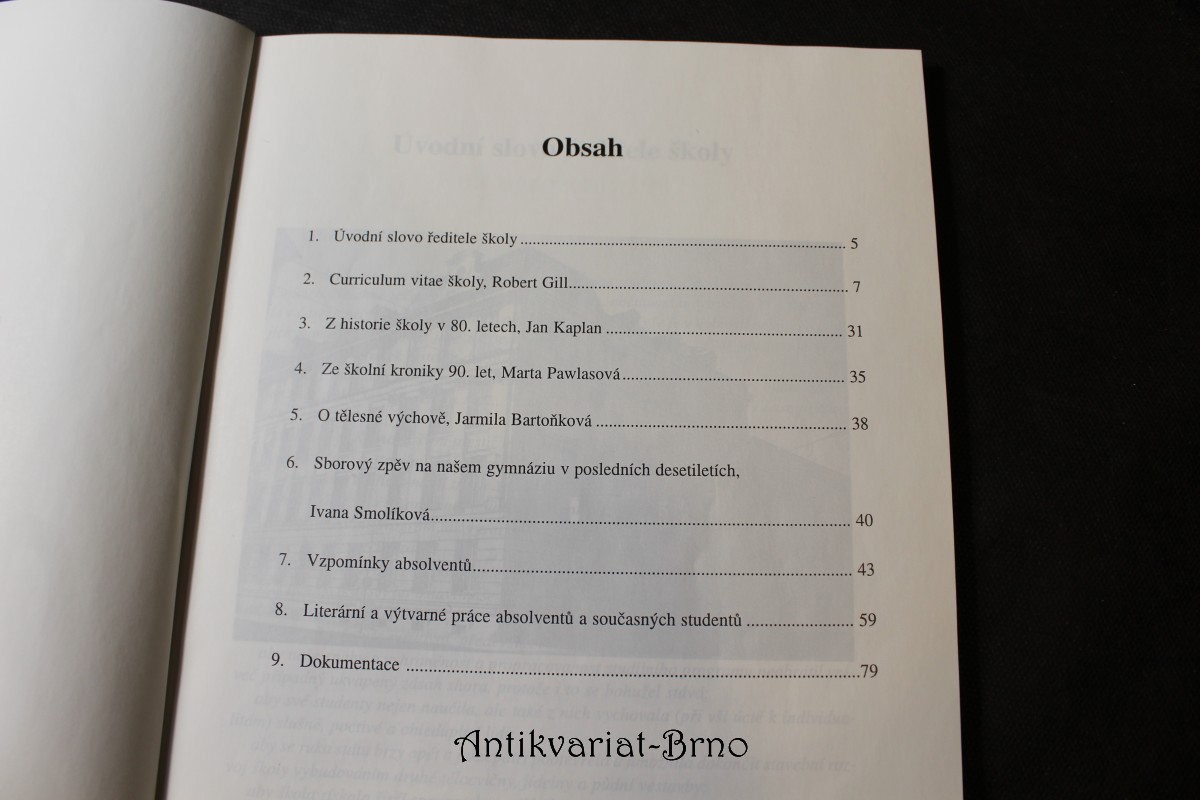 Obsah
1. Úvodní slovo ředitele školy ........ 5
2. Curriculum vitae školy, Robert Gill ........ 7
3. Z historie školy v 80. letech, Jan Kaplan ........ 31
4. Ze školní kroniky 90. let, Marta Pawlasová ........ 35
5. O tělesné výchově, Jarmila Bartoňková ........ 38
6. Sborový zpěv na našem gymnáziu v posledních desetiletích,
Ivana Smolíková ........ 40
7. Vzpomínky absolventů ........ 43
8. Literární a výtvarné práce absolventů a současných studentů ........ 59
9. Dokumentace ........ 79
Antikvariat-Brno